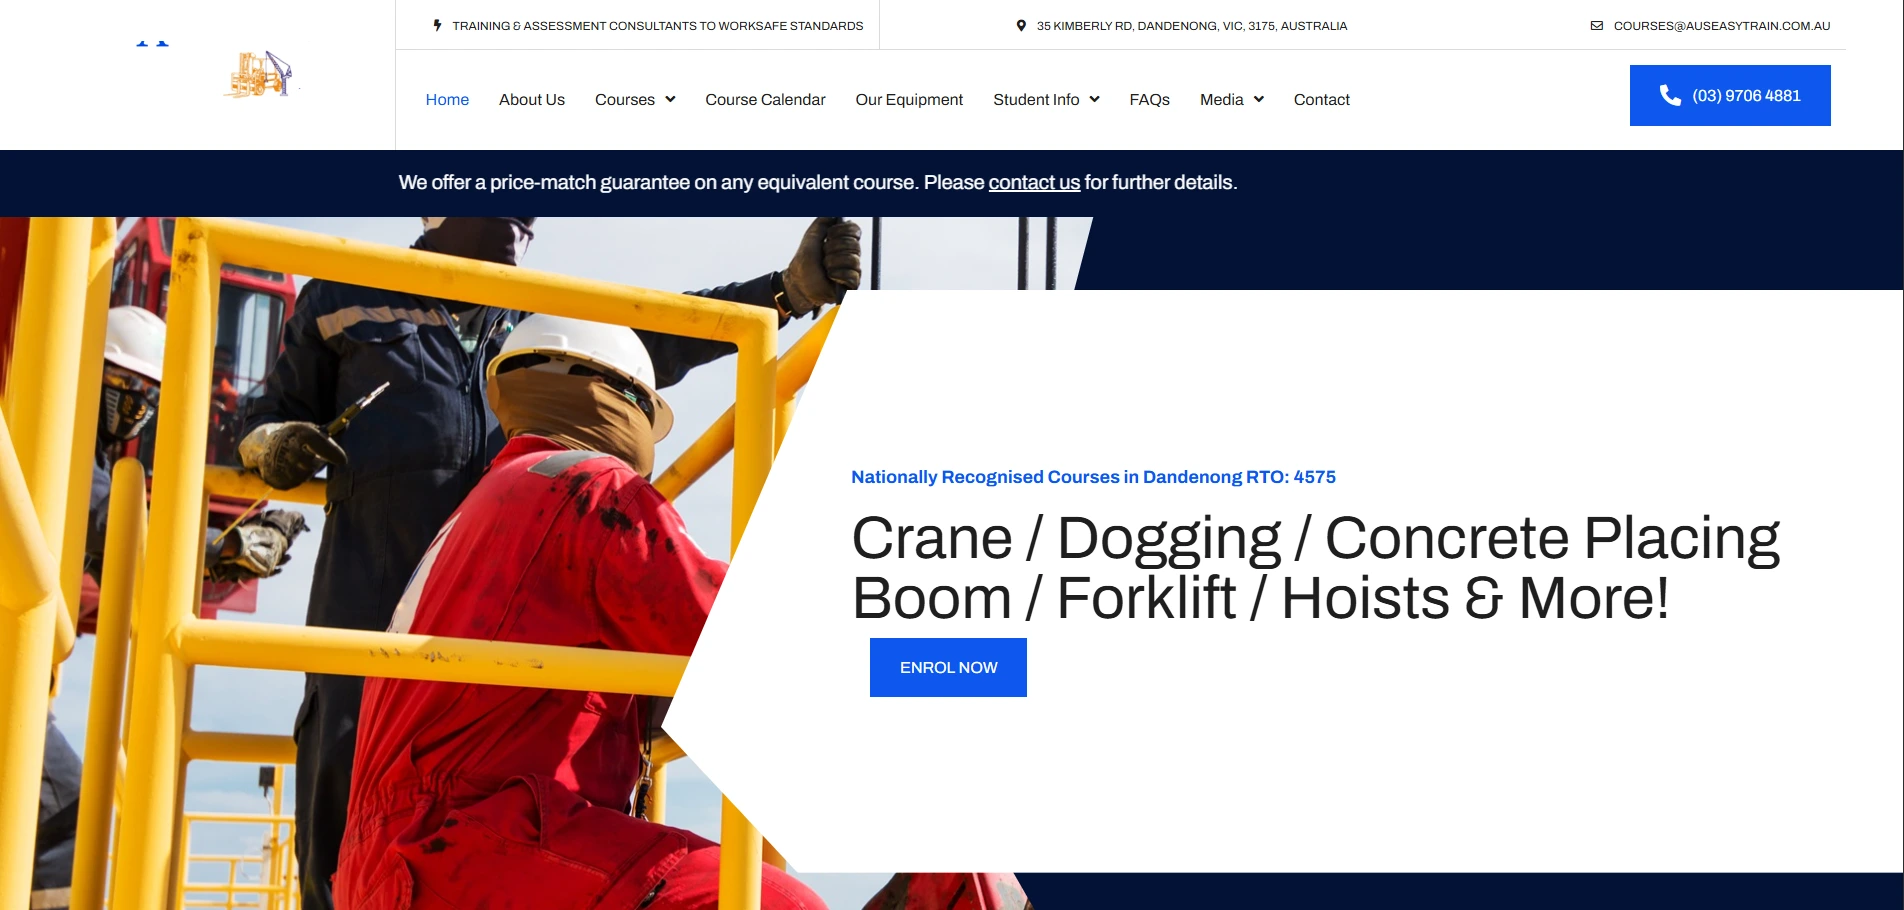 TRAINING & ASSESSMENT CONSULTANTS TO WORKSAFE STANDARDS
35 KIMBERLY RD, DANDENONG, VIC, 3175, AUSTRALIA
COURSES@AUSEASYTRAIN.COM.AU
Home About Us Courses Course Calendar Our Equipment Student Info FAQs Media Contact
(03) 9706 4881
We offer a price-match guarantee on any equivalent course. Please contact us for further details.
Nationally Recognised Courses in Dandenong RTO: 4575
Crane / Dogging / Concrete Placing
Boom / Forklift / Hoists & More!
ENROL NOW